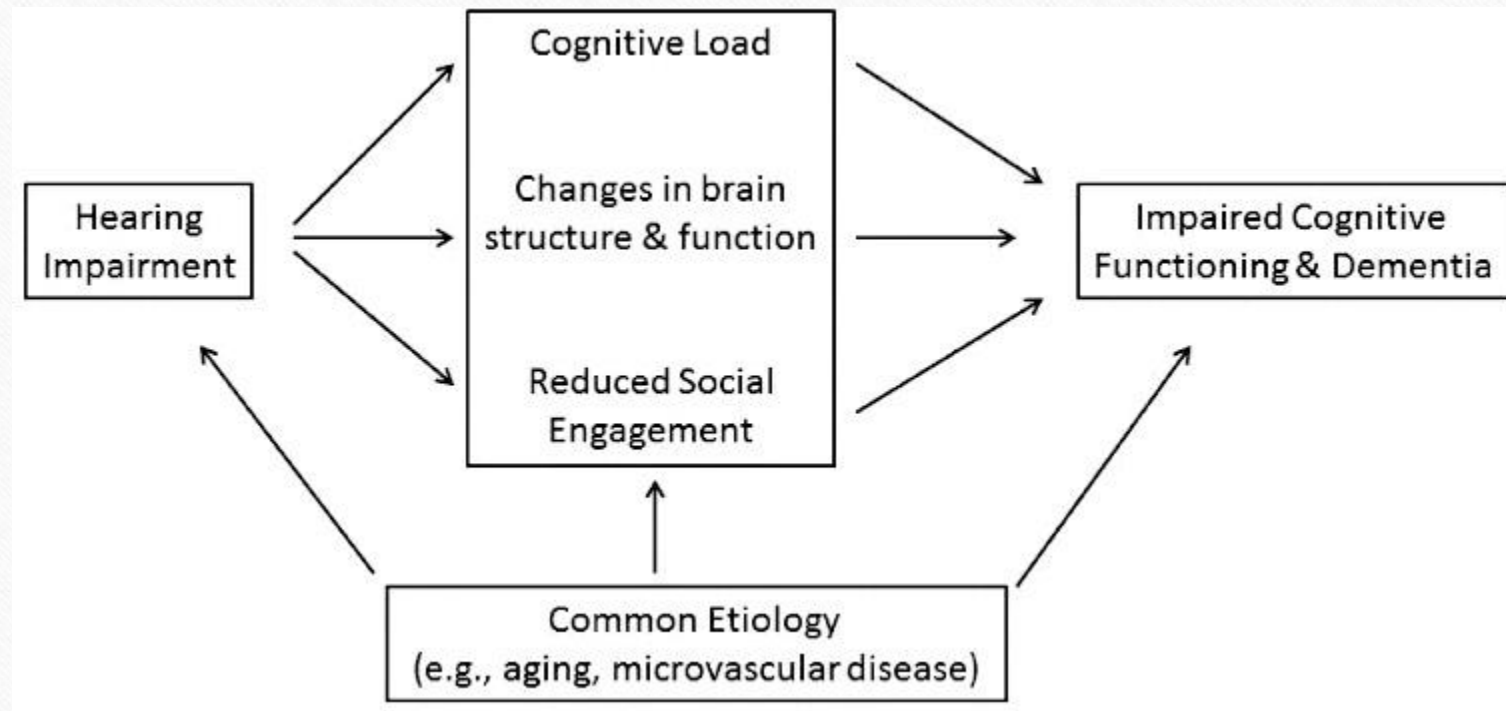 Cognitive Load
Hearing
Impairment
Changes in brain
structure & function
Reduced Social
Engagement
Impaired Cognitive
Functioning & Dementia
Common Etiology
(e.g., aging, microvascular disease)